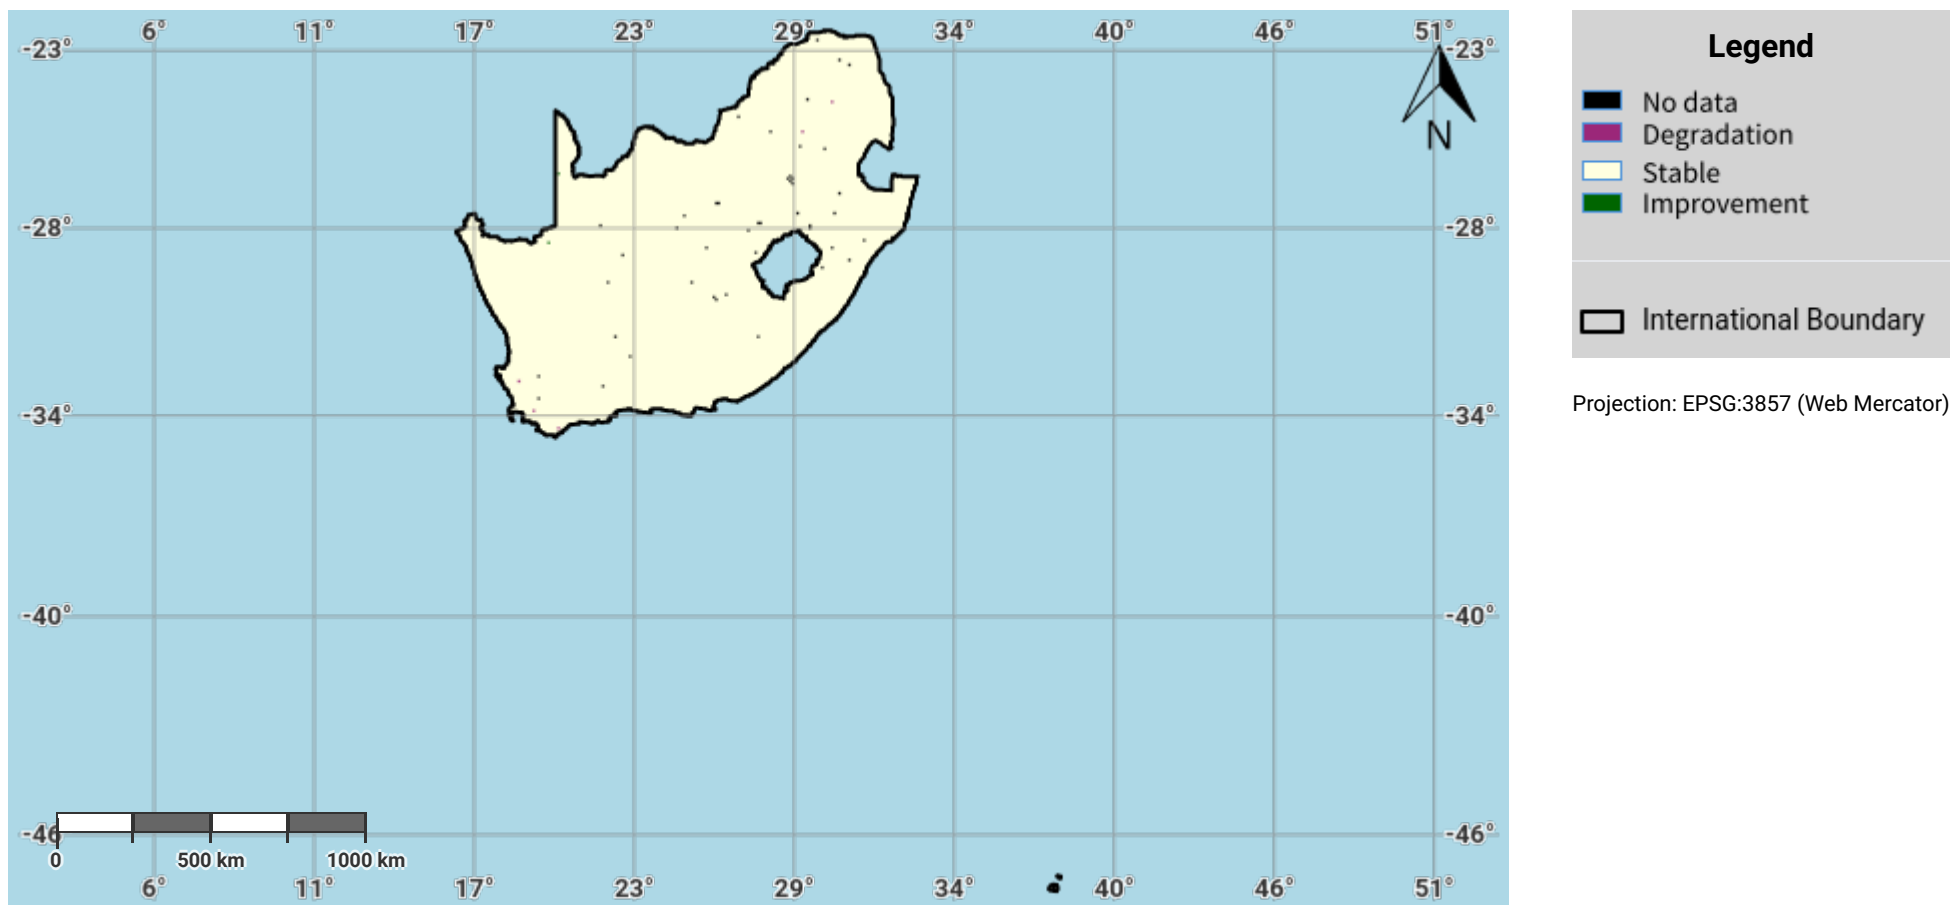 6° 11° 17° 23° 29° 34° 40° 46° 51°
-23° -23°
N
-28° -28°
-34° -34°
-40° -40°
-46 -46°
0 500 km 1000 km
6° 11° 17° 23° 29° 34° 40° 46° 51°
Legend
No data
Degradation
Stable
Improvement
International Boundary
Projection: EPSG:3857 (Web Mercator)